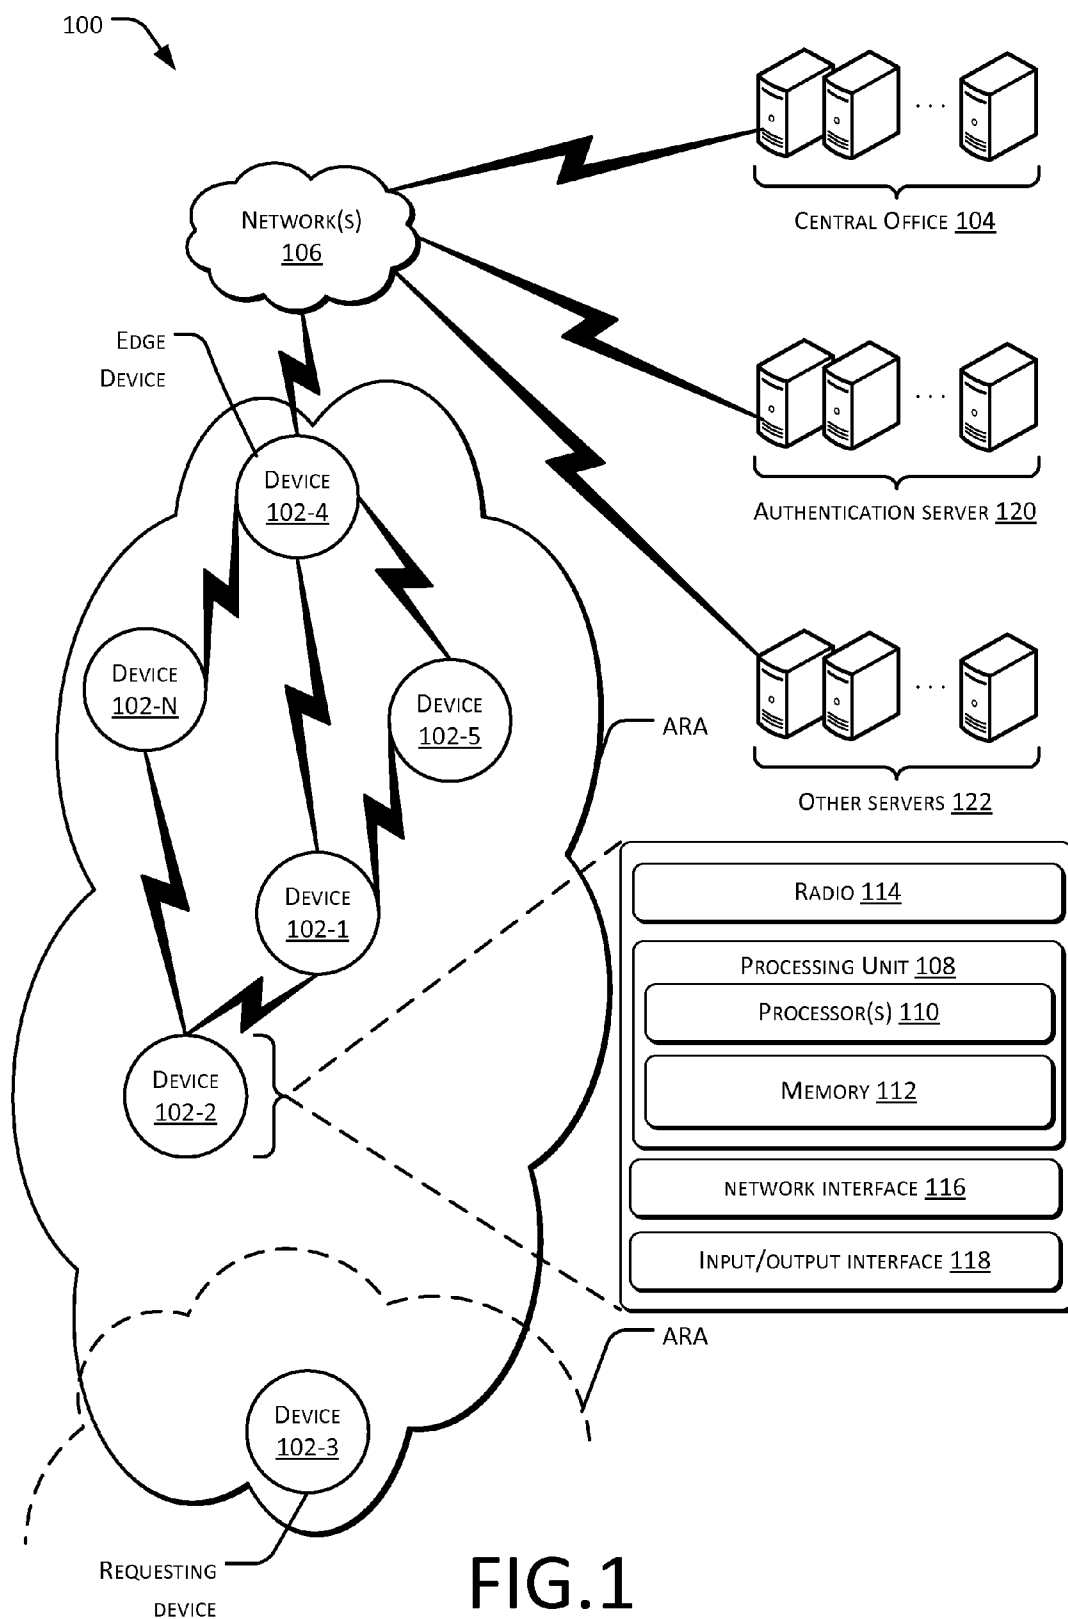 100
CENTRAL OFFICE 104
NETWORK(S)
106
EDGE
DEVICE
DEVICE
102-4
AUTHENTICATION SERVER 120
DEVICE
102-N
DEVICE
102-5
ARA
OTHER SERVERS 122
DEVICE
102-1
RADIO 114
PROCESSING UNIT 108
PROCESSOR(S) 110
DEVICE
102-2
MEMORY 112
NETWORK INTERFACE 116
INPUT/OUTPUT INTERFACE 118
ARA
DEVICE
102-3
REQUESTING
DEVICE
FIG.1